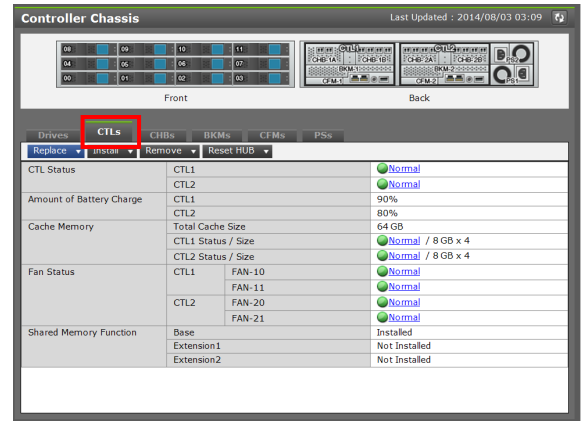 Controller Chassis Last Updated : 2014/08/03 03:09
08 09 10 11
04 05 06 07
00 01 02 03
CTL1 CTL2
CHB-1A CHB-1B CHB-2A CHB-2B PS2
BKM-1 BKM-2
CFM-1 CFM-2 PS1
Front Back
Drives CTLs CHBs BKMs CFMs PSs
Replace Install Remove Reset HUB
CTL Status CTL1 Normal
CTL2 Normal
Amount of Battery Charge CTL1 90%
CTL2 80%
Cache Memory Total Cache Size 64 GB
CTL1 Status / Size Normal / 8 GB x 4
CTL2 Status / Size Normal / 8 GB x 4
Fan Status CTL1 FAN-10 Normal
FAN-11 Normal
CTL2 FAN-20 Normal
FAN-21 Normal
Shared Memory Function Base Installed
Extension1 Not Installed
Extension2 Not Installed